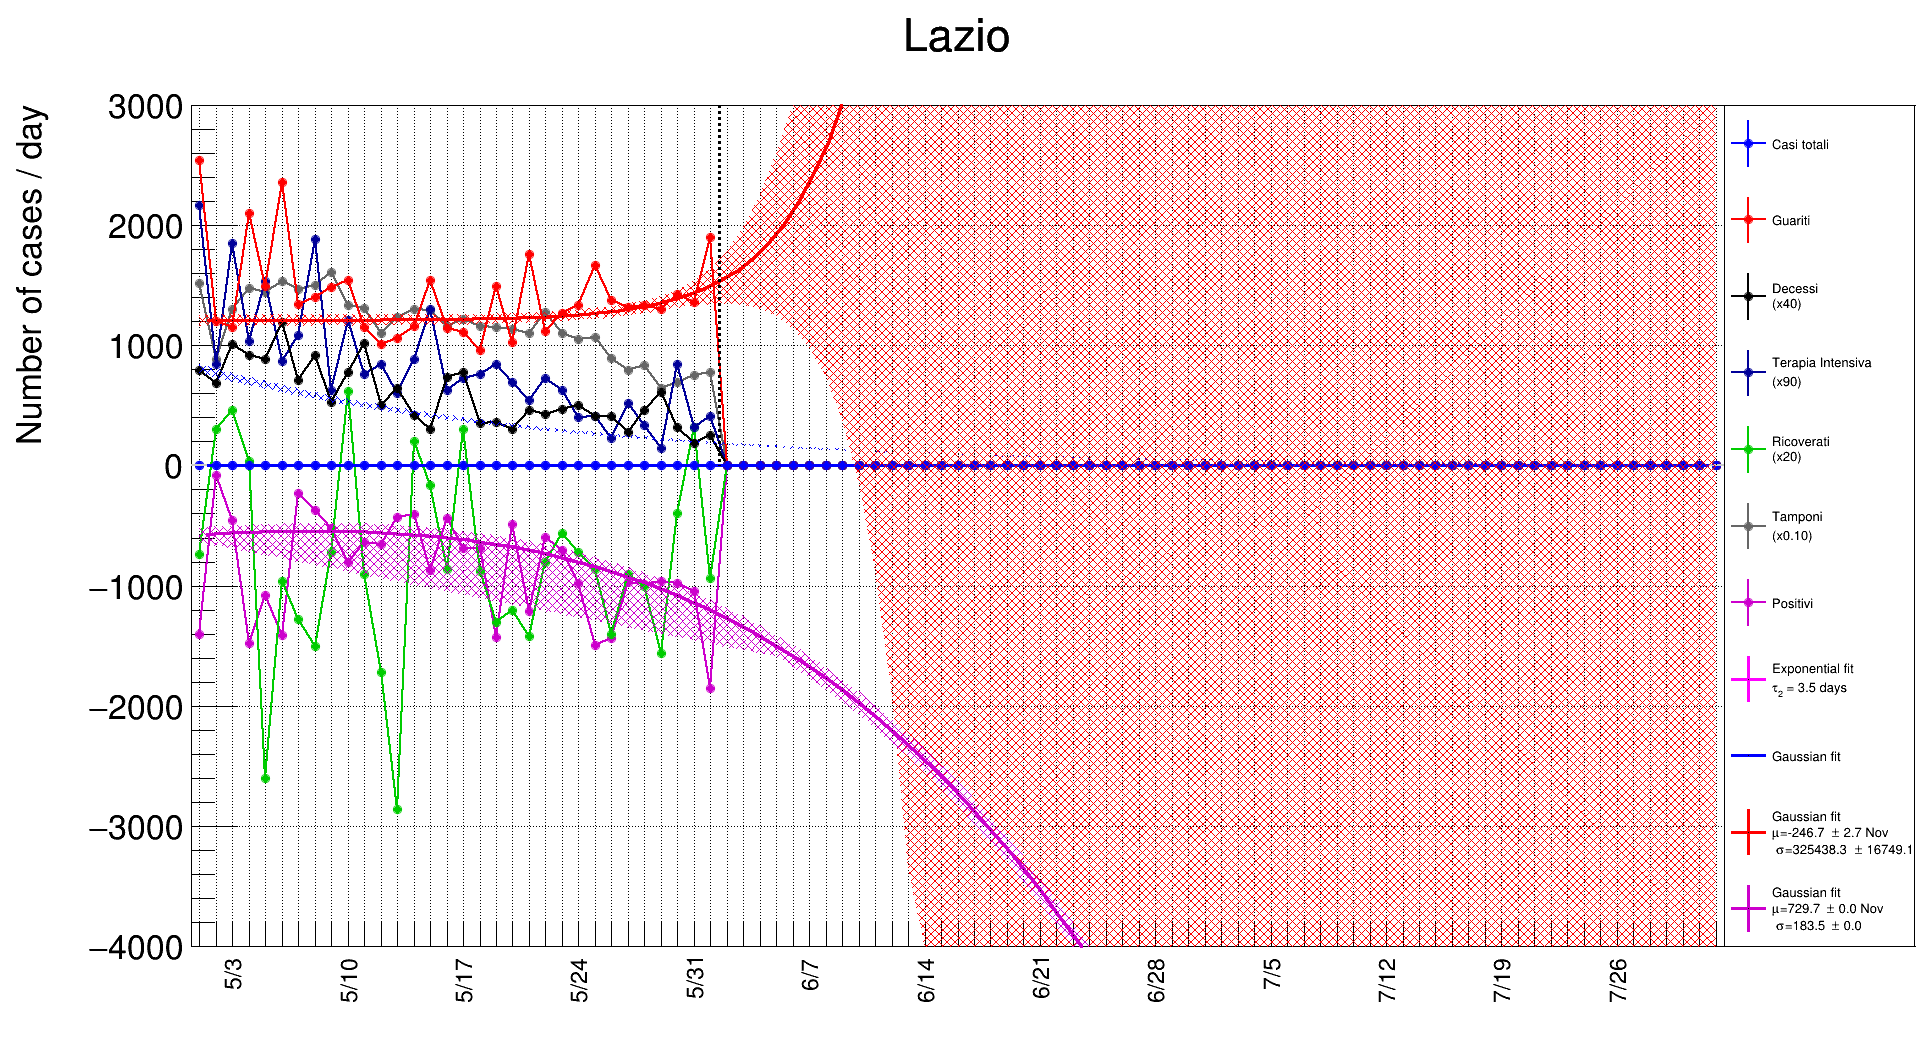 Lazio
Number of cases / day
3000
2000
1000
0
−1000
−2000
−3000
−4000
5/3
5/10
5/17
5/24
5/31
6/7
6/14
6/21
6/28
7/5
7/12
7/19
7/26
Casi totali
Guariti
Decessi
(x40)
Terapia Intensiva
(x90)
Ricoverati
(x20)
Tamponi
(x0.10)
Positivi
Exponential fit
τ₂ = 3.5 days
Gaussian fit
Gaussian fit
μ=-246.7 ± 2.7 Nov
σ=325438.3 ± 16749.1
Gaussian fit
μ=729.7 ± 0.0 Nov
σ=183.5 ± 0.0